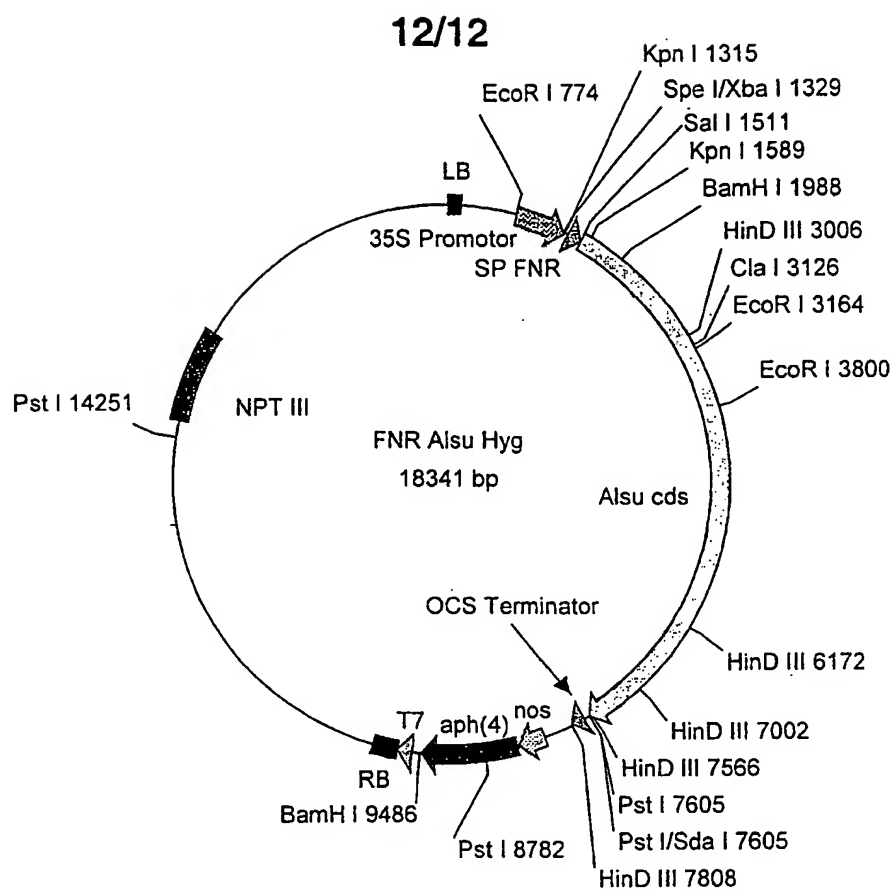 12/12
Kpn I 1315
EcoR I 774
Spe I/Xba I 1329
Sal I 1511
Kpn I 1589
LB
BamH I 1988
35S Promotor
HinD III 3006
SP FNR
Cla I 3126
EcoR I 3164
EcoR I 3800
Pst I 14251
NPT III
FNR Alsu Hyg
18341 bp
Alsu cds
OCS Terminator
HinD III 6172
T7
aph(4)
nos
HinD III 7002
RB
HinD III 7566
BamH I 9486
Pst I 7605
Pst I 8782
Pst I/Sda I 7605
HinD III 7808